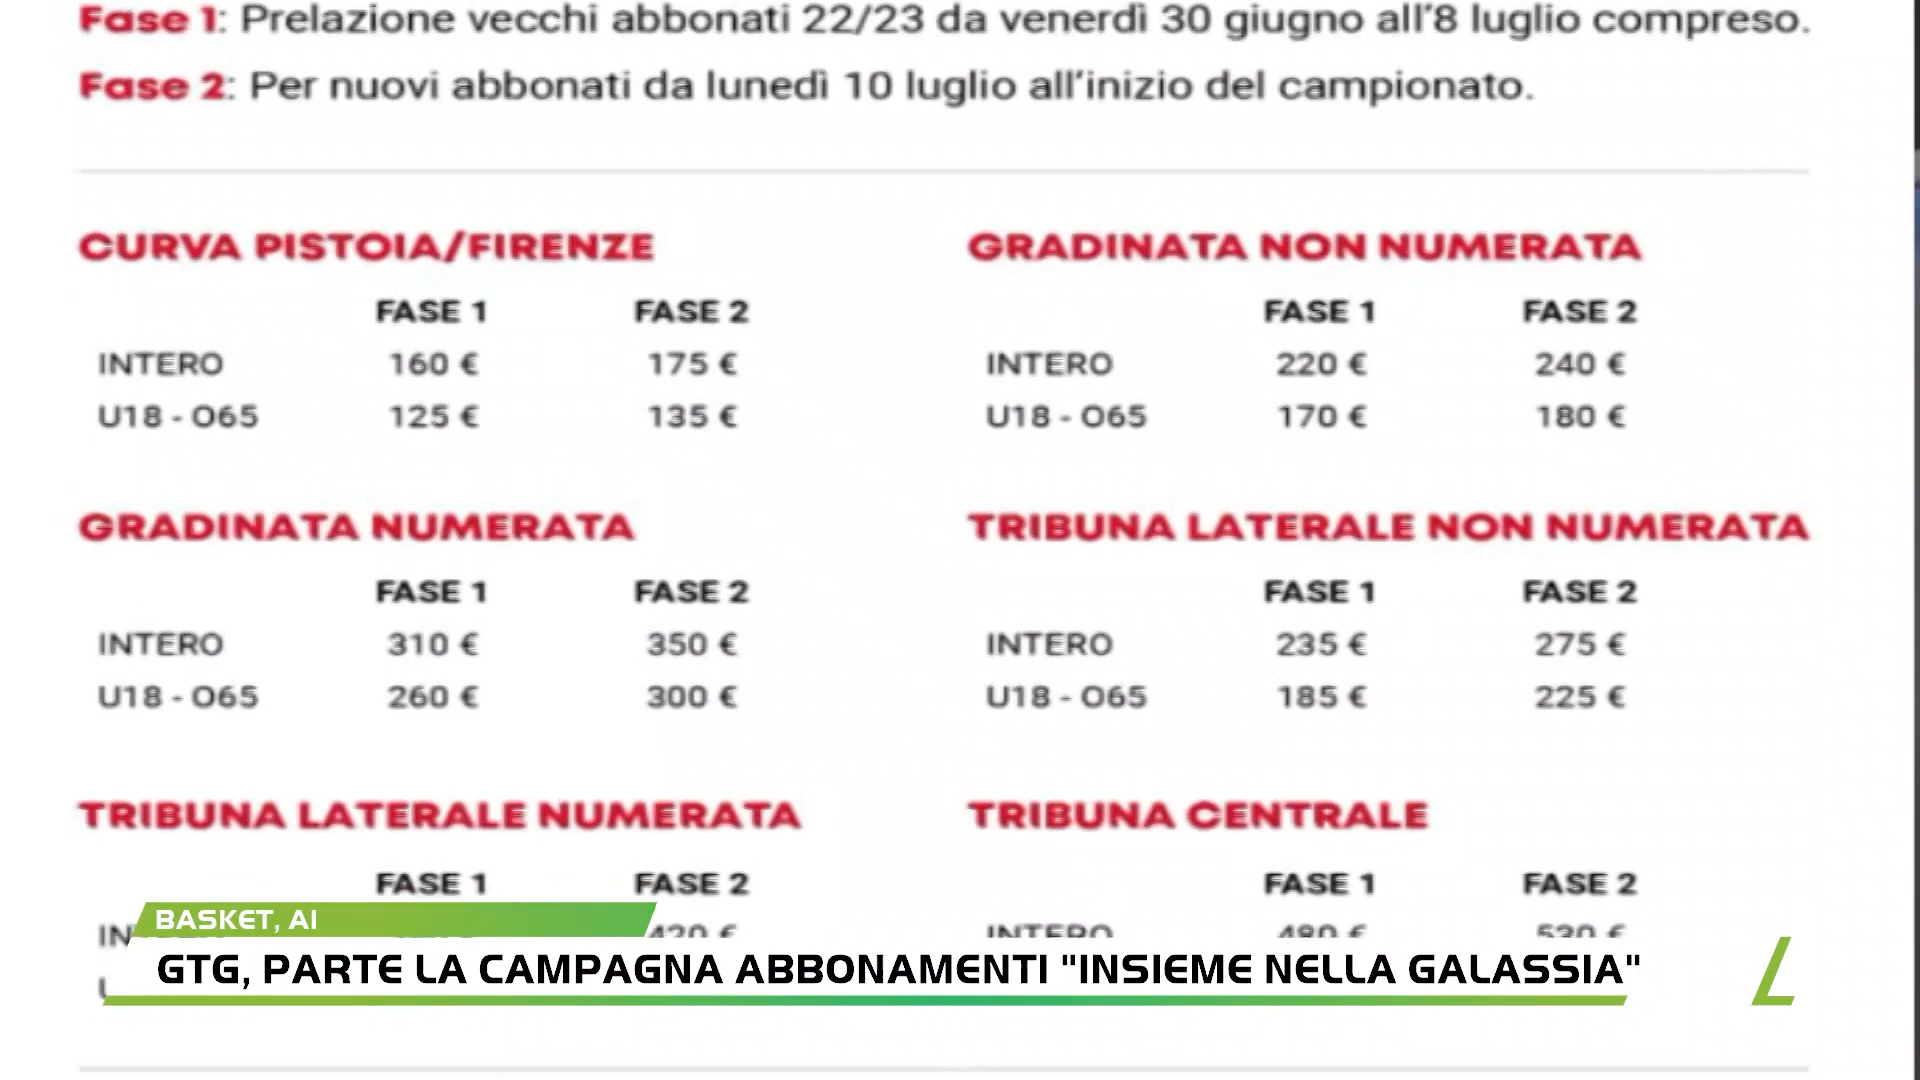 Fase 1: Prelazione vecchi abbonati 22/23 da venerdì 30 giugno all'8 luglio compreso.
Fase 2: Per nuovi abbonati da lunedì 10 luglio all'inizio del campionato.
CURVA PISTOIA/FIRENZE
FASE 1 FASE 2
INTERO 160 € 175 €
U18 - O65 125 € 135 €
GRADINATA NON NUMERATA
FASE 1 FASE 2
INTERO 220 € 240 €
U18 - O65 170 € 180 €
GRADINATA NUMERATA
FASE 1 FASE 2
INTERO 310 € 350 €
U18 - O65 260 € 300 €
TRIBUNA LATERALE NON NUMERATA
FASE 1 FASE 2
INTERO 235 € 275 €
U18 - O65 185 € 225 €
TRIBUNA LATERALE NUMERATA
FASE 1 FASE 2
420 €
TRIBUNA CENTRALE
FASE 1 FASE 2
INTERO 480 € 530 €
BASKET, A1
GTG, PARTE LA CAMPAGNA ABBONAMENTI "INSIEME NELLA GALASSIA"